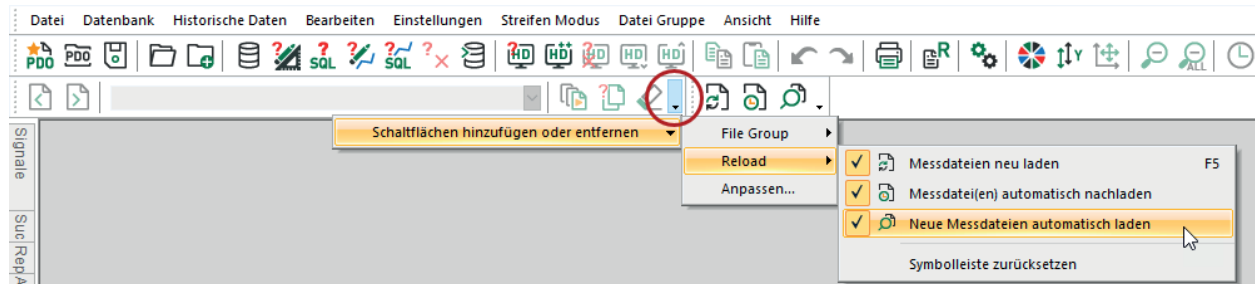 Datei Datenbank Historische Daten Bearbeiten Einstellungen Streifen Modus Datei Gruppe Ansicht Hilfe
PDO PDO ? ? SQL ? ? SQL ? HD HD HD HD HD R Y ALL
Schaltflächen hinzufügen oder entfernen
File Group
Reload
Anpassen...
Messdateien neu laden F5
Messdatei(en) automatisch nachladen
Neue Messdateien automatisch laden
Symbolleiste zurücksetzen
Signale
Suc
Rep
A